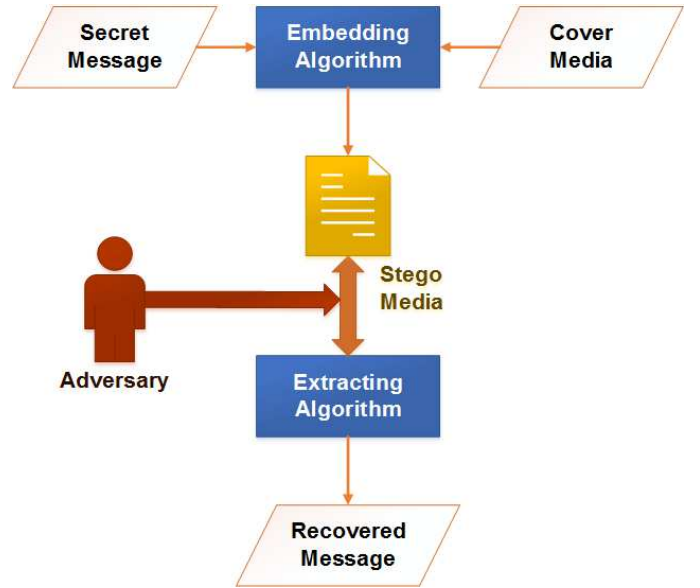 Secret
Message
Embedding
Algorithm
Cover
Media
Stego
Media
Adversary
Extracting
Algorithm
Recovered
Message